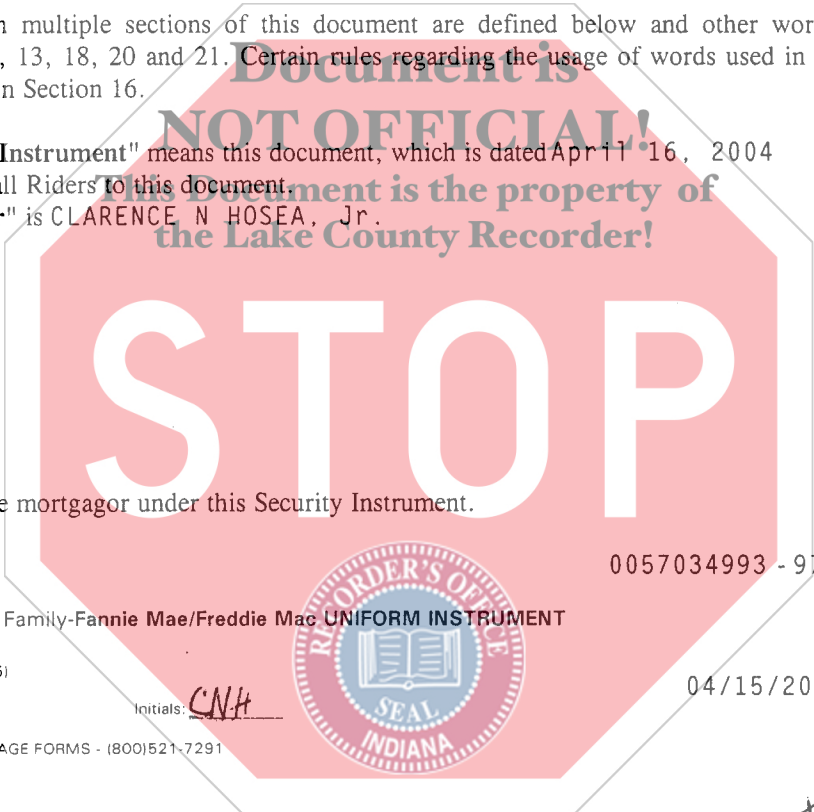 multiple sections of this document are defined below and other wor
, 13, 18, 20 and 21. Certain rules regarding the usage of words used in
n Section 16.
Document is
NOT OFFICIAL!
This Document is the property of
the Lake County Recorder!
Instrument" means this document, which is dated April 16, 2004
all Riders to this document.
r" is CLARENCE N HOSEA, Jr.
STOP
e mortgagor under this Security Instrument.
0057034993 - 97
Family-Fannie Mae/Freddie Mac UNIFORM INSTRUMENT
RECORDER'S OFFICE
SEAL
INDIANA
04/15/20
Initials: CNH
AGE FORMS - (800)521-7291